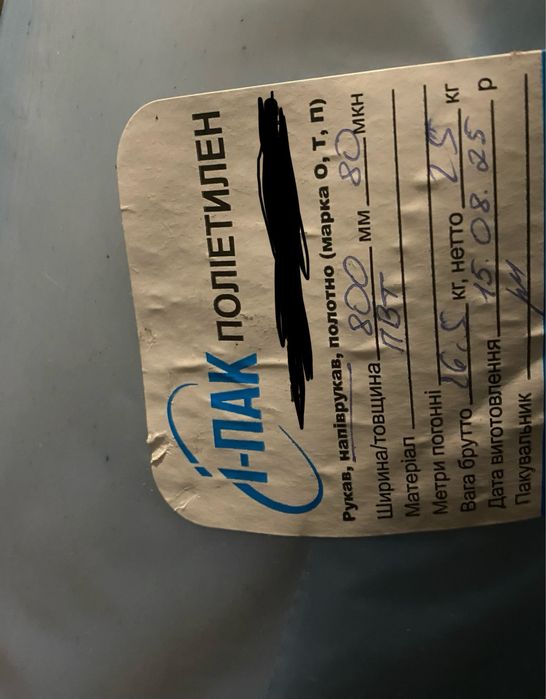 і-ПАК ПОЛІЕТИЛЕН
Рукав, напіврукав, полотно (марка О, Т, П)
Ширина/товщина 800 мм 80 мкн
Матеріал ПВТ
Метри погонні
Вага брутто 26.5 кг, нетто 25 кг
Дата виготовлення 15.08.25 р
Пакувальник